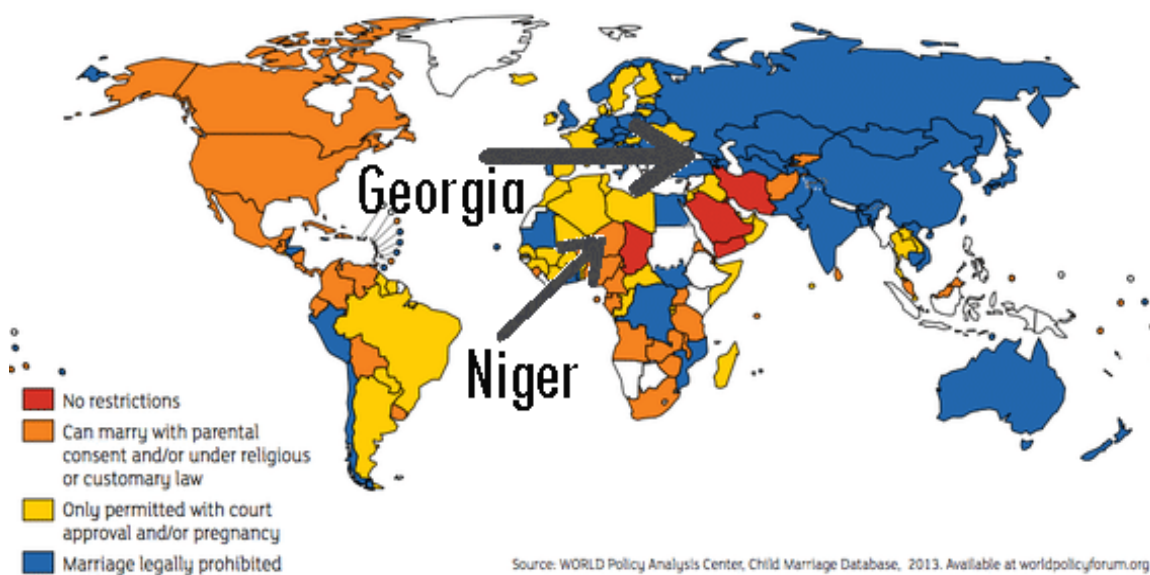 Georgia
Niger
No restrictions
Can marry with parental
consent and/or under religious
or customary law
Only permitted with court
approval and/or pregnancy
Marriage legally prohibited
Source: WORLD Policy Analysis Center, Child Marriage Database, 2013. Available at worldpolicyforum.org